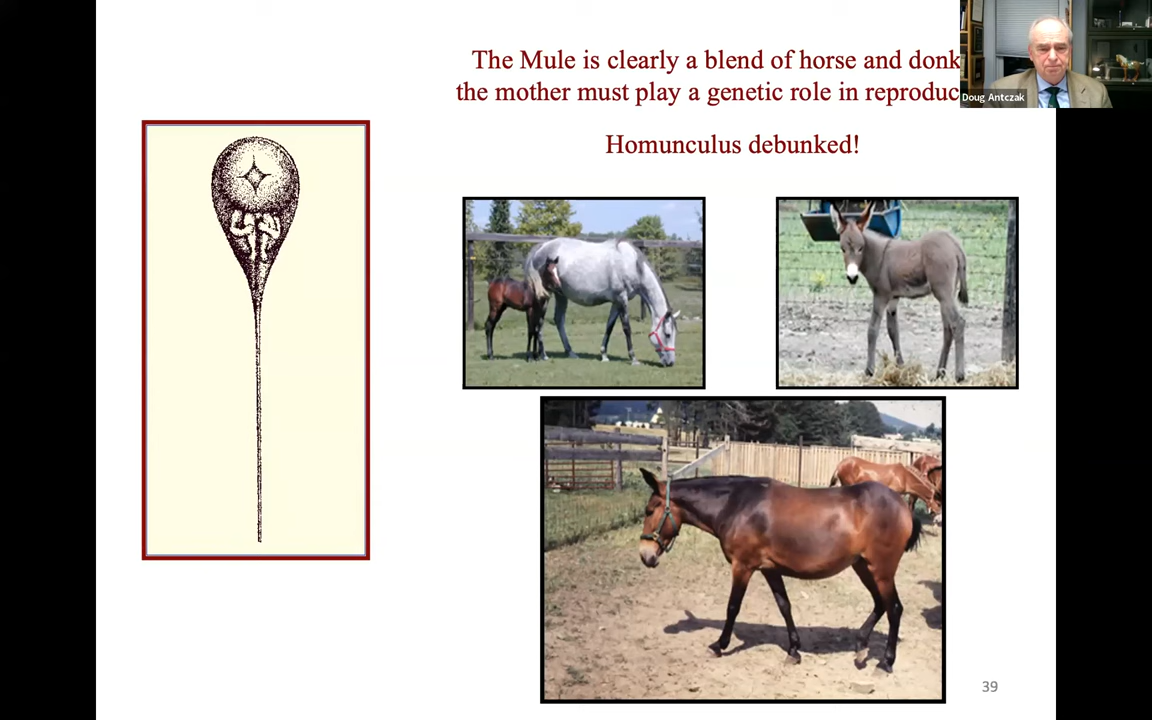 The Mule is clearly a blend of horse and donk
the mother must play a genetic role in reproduc
Doug Antczak
Homunculus debunked!
39